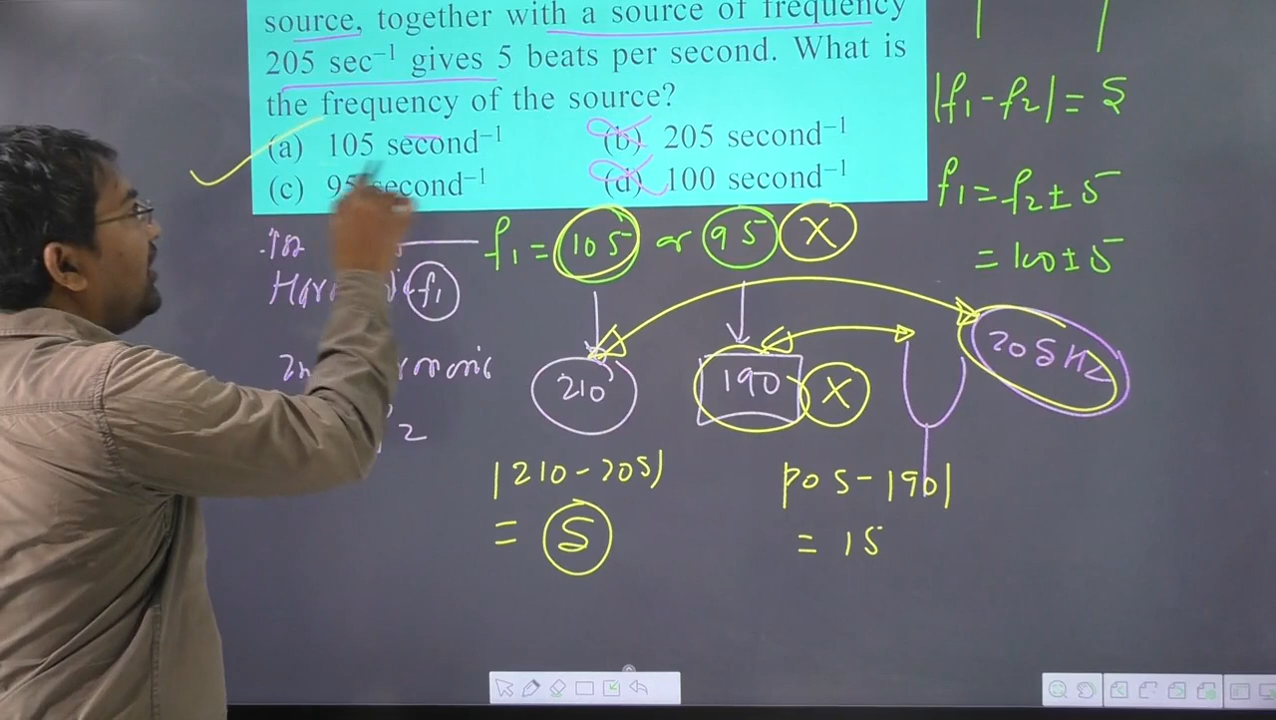 source, together with a source of frequency
205 sec⁻¹ gives 5 beats per second. What is
the frequency of the source?
(a) 105 second⁻¹ (b) 205 second⁻¹
(c) 95 second⁻¹ (d) 100 second⁻¹
|f₁-f₂| = 5
f₁ = f₂ ± 5
= 100 ± 5
f₁ = 105 or 95 X
f₁
205 Hz
210 190 X
2
|210-205| |205-190|
= 5 = 15